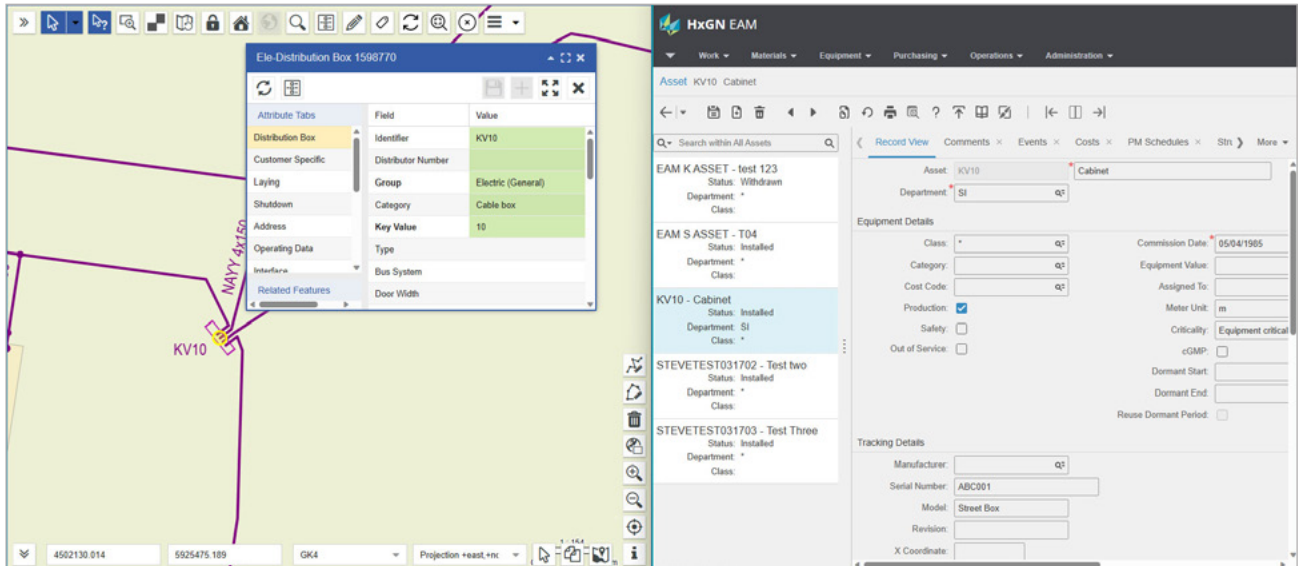 Ele-Distribution Box 1598770
Attribute Tabs
Field
Value
Distribution Box
Identifier
KV10
Customer Specific
Distributor Number
Laying
Group
Electric (General)
Shutdown
Category
Cable box
Address
Key Value
10
Operating Data
Type
Interface
Bus System
Related Features
Door Width
NAYY 4x150
KV10
4502130.014
5925475.189
GK4
Projection +east,+nc
HxGN EAM
Work
Materials
Equipment
Purchasing
Operations
Administration
Asset KV10 Cabinet
Search within All Assets
Record View
Comments
Events
Costs
PM Schedules
Stru
More
EAM K ASSET - test 123
Status: Withdrawn
Department: *
Class:
EAM S ASSET - T04
Status: Installed
Department: *
Class:
KV10 - Cabinet
Status: Installed
Department: SI
Class: *
STEVETEST031702 - Test two
Status: Installed
Department: *
Class:
STEVETEST031703 - Test Three
Status: Installed
Department: *
Class:
Asset: KV10
* Cabinet
Department: * SI
Equipment Details
Class: *
Commission Date: * 05/04/1985
Category:
Equipment Value:
Cost Code:
Assigned To:
Production:
Meter Unit: m
Safety:
Criticality: Equipment critical
Out of Service:
cGMP:
Dormant Start:
Dormant End:
Reuse Dormant Period:
Tracking Details
Manufacturer:
Serial Number: ABC001
Model: Street Box
Revision:
X Coordinate: